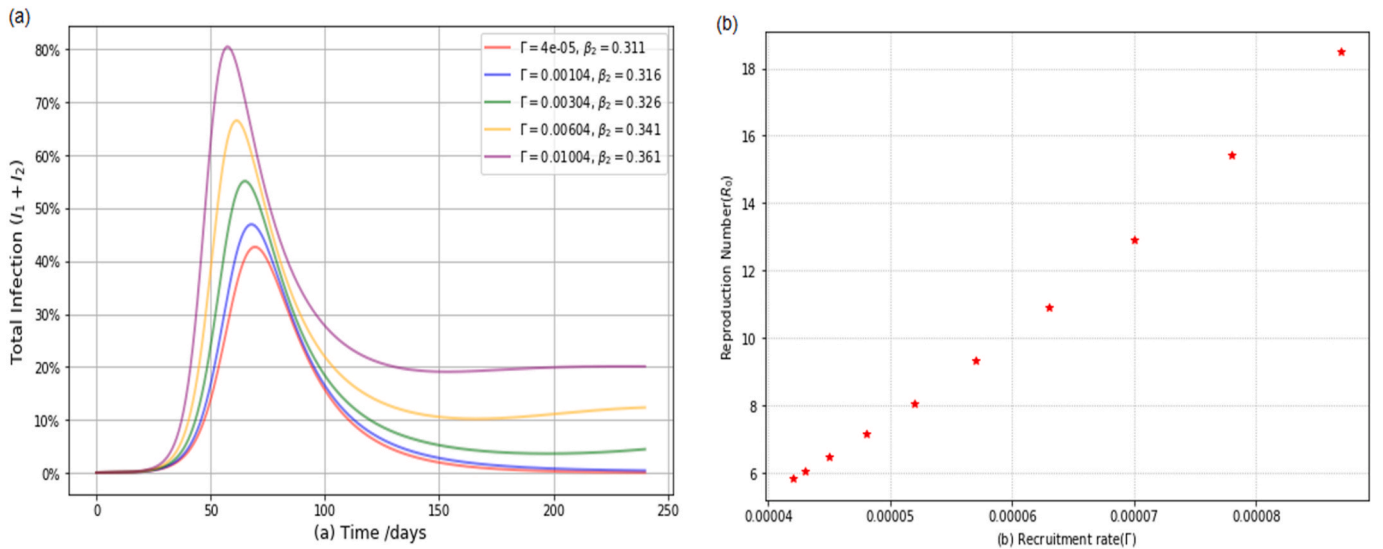 (a)
Total Infection (I₁ + I₂)
80%
70%
60%
50%
40%
30%
20%
10%
0%
Γ=4e-05, β₂=0.311
Γ=0.00104, β₂=0.316
Γ=0.00304, β₂=0.326
Γ=0.00604, β₂=0.341
Γ=0.01004, β₂=0.361
0 50 100 150 200 250
(a) Time /days
(b)
Reproduction Number(R₀)
18
16
14
12
10
8
6
0.00004 0.00005 0.00006 0.00007 0.00008
(b) Recruitment rate(Γ)